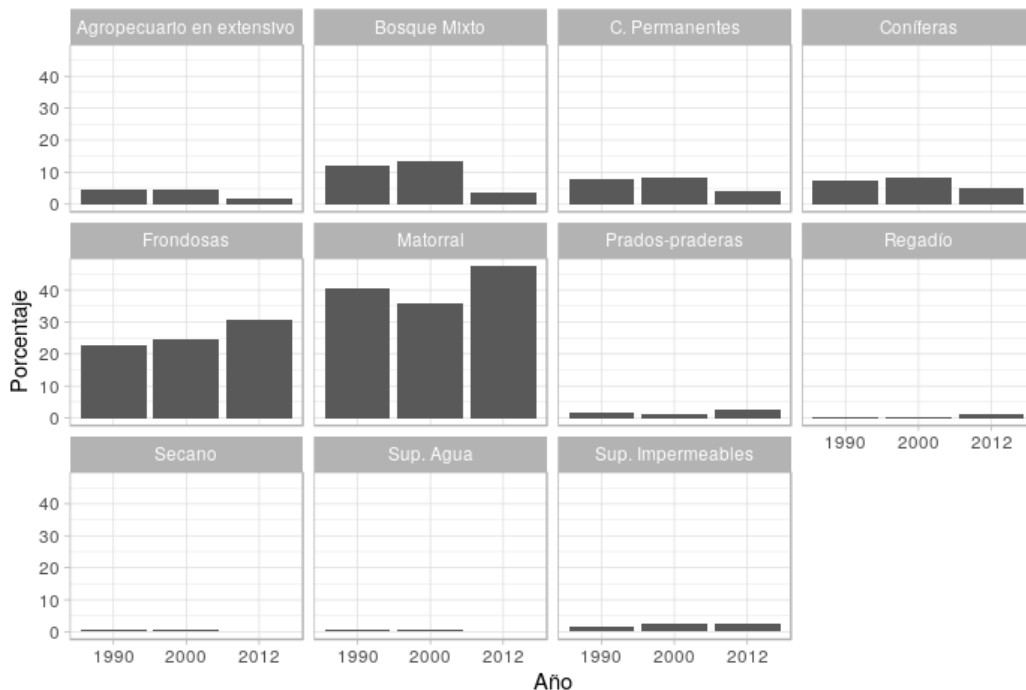 Agropecuario en extensivo
Bosque Mixto
C. Permanentes
Coníferas
40
30
20
10
0
Frondosas
Matorral
Prados-praderas
Regadío
Porcentaje
40
30
20
10
0
1990 2000 2012
Secano
Sup. Agua
Sup. Impermeables
40
30
20
10
0
1990 2000 2012
1990 2000 2012
1990 2000 2012
Año